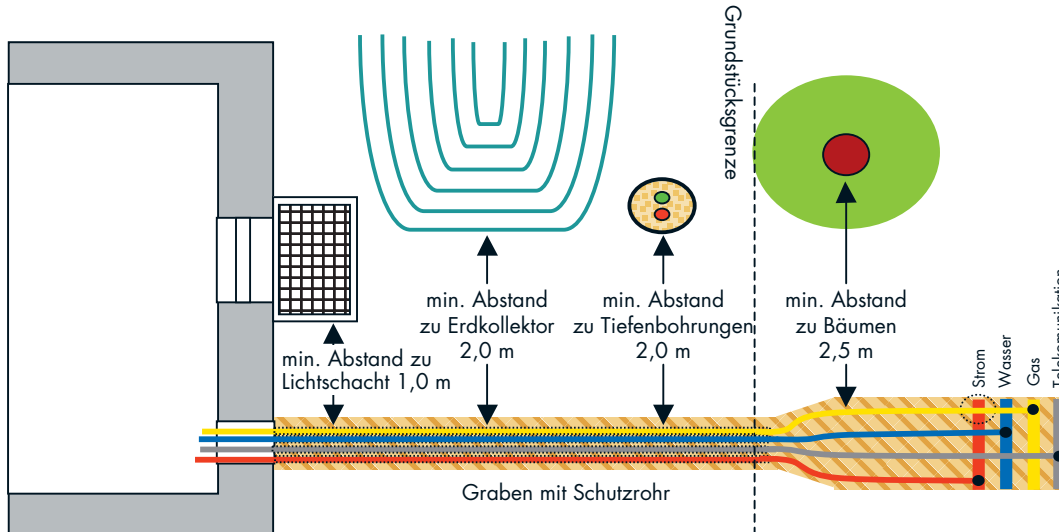 Grundstücksgrenze
min. Abstand
zu Erdkollektor
2,0 m
min. Abstand
zu Tiefenbohrungen
2,0 m
min. Abstand
zu Bäumen
2,5 m
min. Abstand zu
Lichtschacht 1,0 m
Strom
Wasser
Gas
Graben mit Schutzrohr